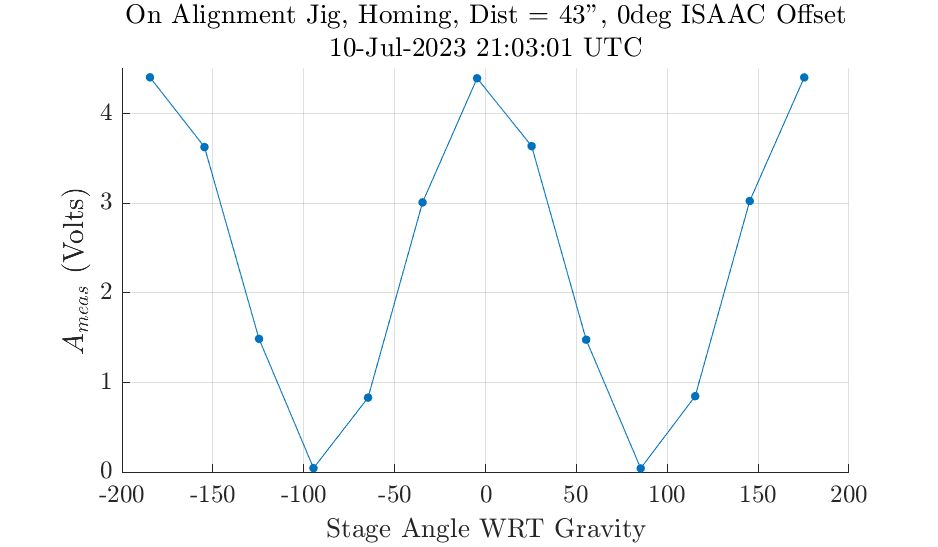 On Alignment Jig, Homing, Dist = 43”, 0deg ISAAC Offset
10-Jul-2023 21:03:01 UTC
A_meas (Volts)
4
3
2
1
0
-200 -150 -100 -50 0 50 100 150 200
Stage Angle WRT Gravity